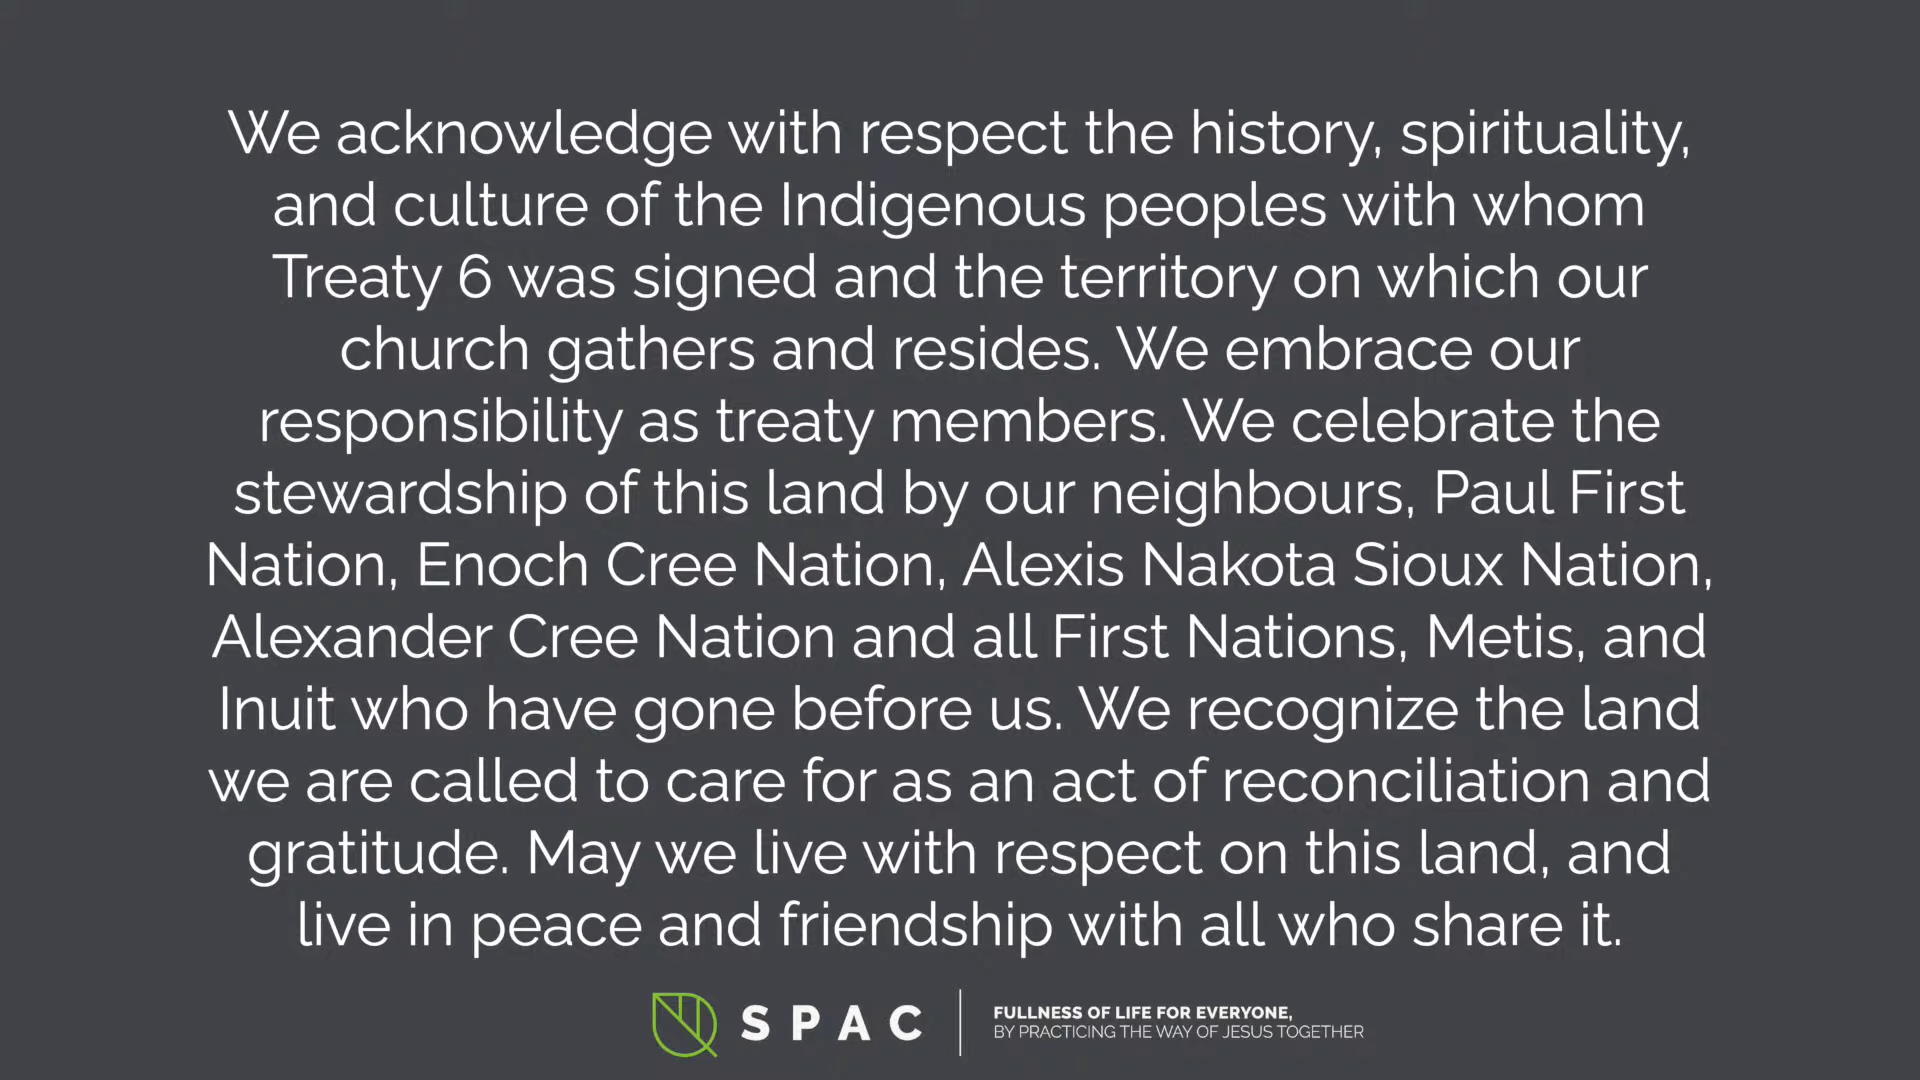 We acknowledge with respect the history, spirituality,
and culture of the Indigenous peoples with whom
Treaty 6 was signed and the territory on which our
church gathers and resides. We embrace our
responsibility as treaty members. We celebrate the
stewardship of this land by our neighbours, Paul First
Nation, Enoch Cree Nation, Alexis Nakota Sioux Nation,
Alexander Cree Nation and all First Nations, Metis, and
Inuit who have gone before us. We recognize the land
we are called to care for as an act of reconciliation and
gratitude. May we live with respect on this land, and
live in peace and friendship with all who share it.
SPAC
FULLNESS OF LIFE FOR EVERYONE,
BY PRACTICING THE WAY OF JESUS TOGETHER